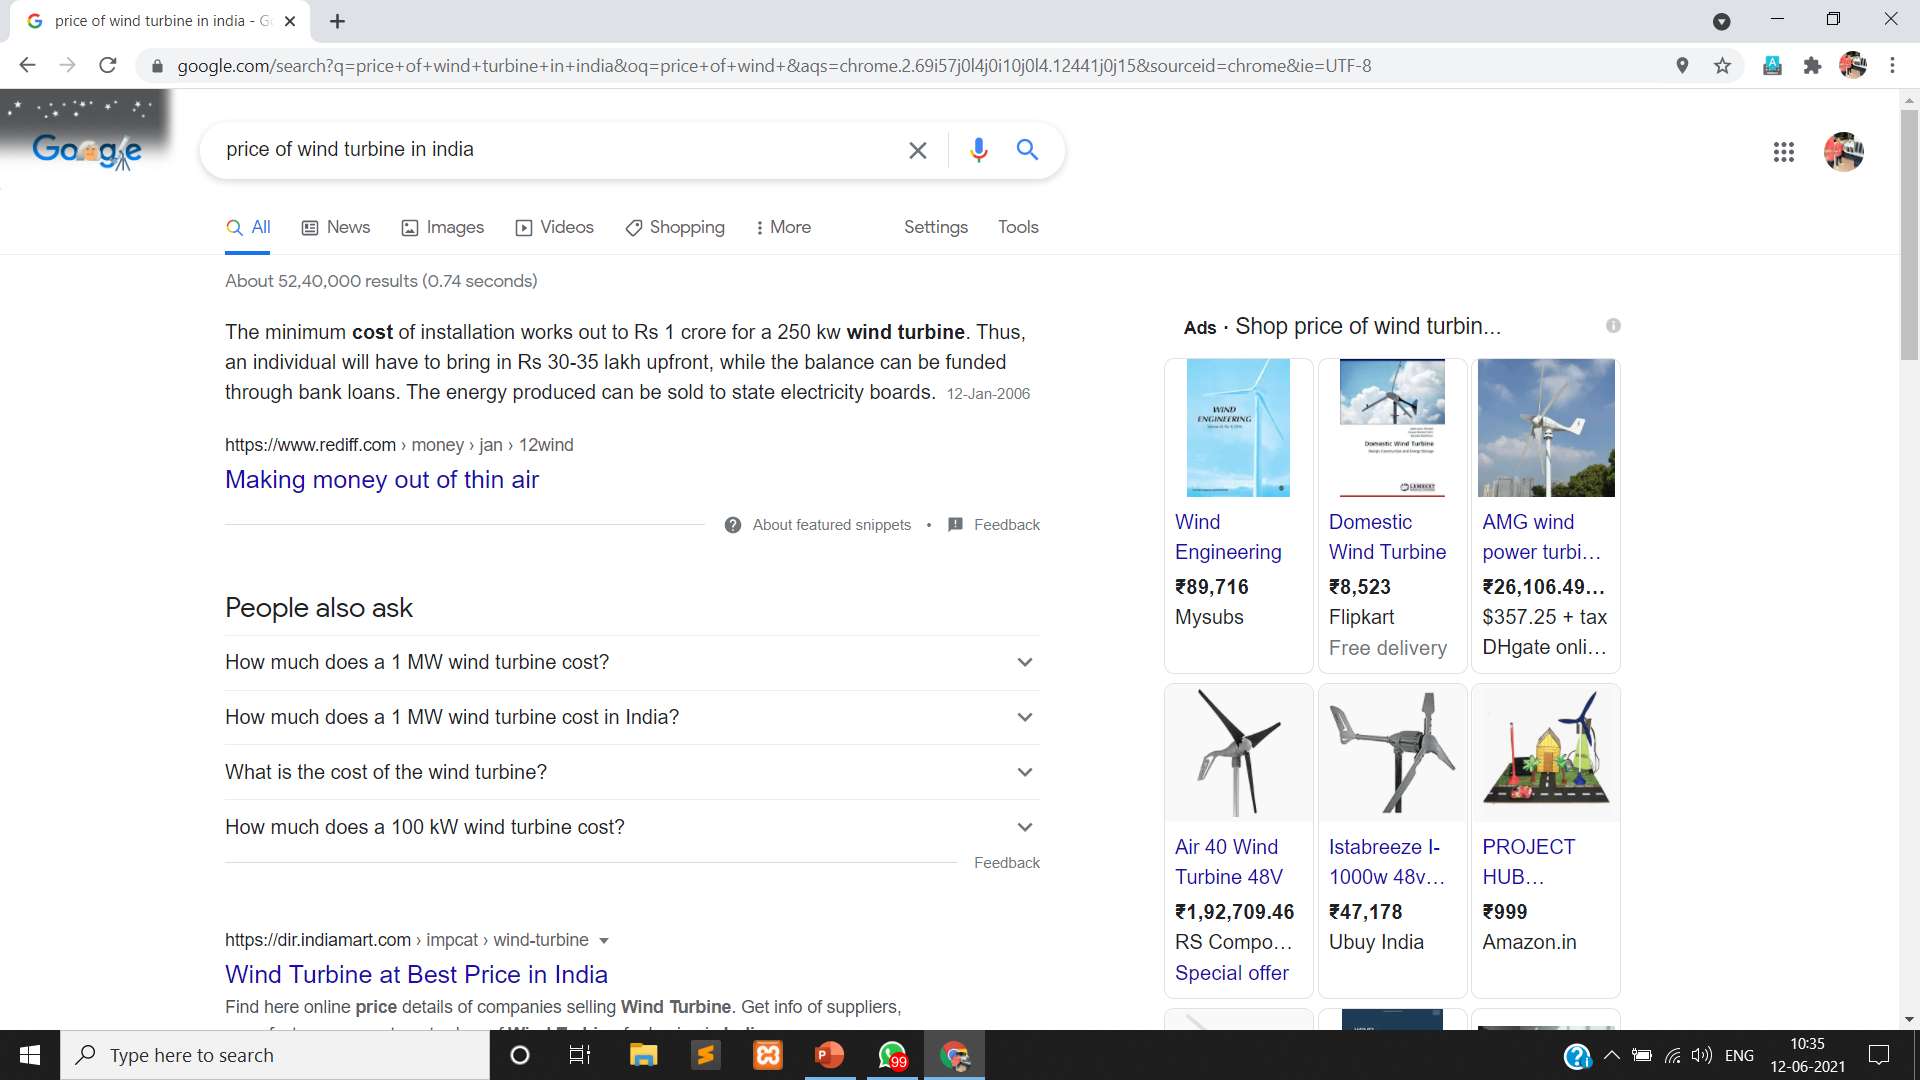 price of wind turbine in india - G
google.com/search?q=price+of+wind+turbine+in+india&oq=price+of+wind+&aqs=chrome.2.69i57j0l4j0i10j0l4.12441j0j15&sourceid=chrome&ie=UTF-8
Google
price of wind turbine in india
All News Images Videos Shopping More Settings Tools
About 52,40,000 results (0.74 seconds)
The minimum cost of installation works out to Rs 1 crore for a 250 kw wind turbine. Thus,
an individual will have to bring in Rs 30-35 lakh upfront, while the balance can be funded
through bank loans. The energy produced can be sold to state electricity boards. 12-Jan-2006
https://www.rediff.com › money › jan › 12wind
Making money out of thin air
About featured snippets • Feedback
People also ask
How much does a 1 MW wind turbine cost?
How much does a 1 MW wind turbine cost in India?
What is the cost of the wind turbine?
How much does a 100 kW wind turbine cost?
Feedback
https://dir.indiamart.com › impcat › wind-turbine
Wind Turbine at Best Price in India
Find here online price details of companies selling Wind Turbine. Get info of suppliers,
Ads · Shop price of wind turbin...
WIND
ENGINEERING
Wind
Engineering
₹89,716
Mysubs
Domestic Wind Turbine
Domestic
Wind Turbine
₹8,523
Flipkart
Free delivery
AMG wind
power turbi...
₹26,106.49...
$357.25 + tax
DHgate onli...
Air 40 Wind
Turbine 48V
₹1,92,709.46
RS Compo...
Special offer
Istabreeze I-
1000w 48v...
₹47,178
Ubuy India
PROJECT
HUB...
₹999
Amazon.in
Type here to search
99
ENG
10:35
12-06-2021